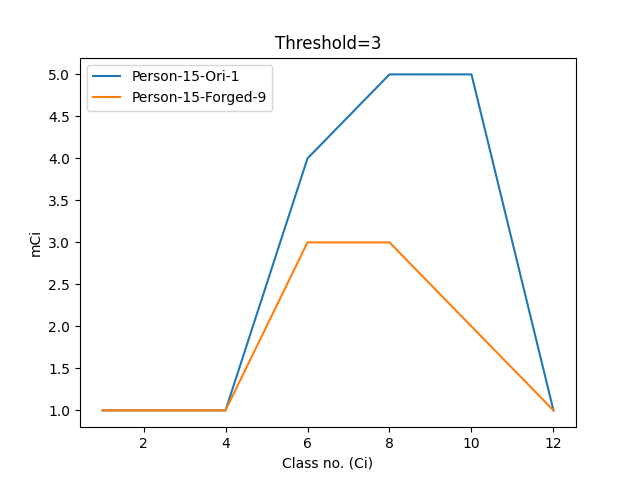 Threshold=3
Person-15-Ori-1
Person-15-Forged-9
5.0
4.5
4.0
3.5
3.0
2.5
2.0
1.5
1.0
mCi
2 4 6 8 10 12
Class no. (Ci)